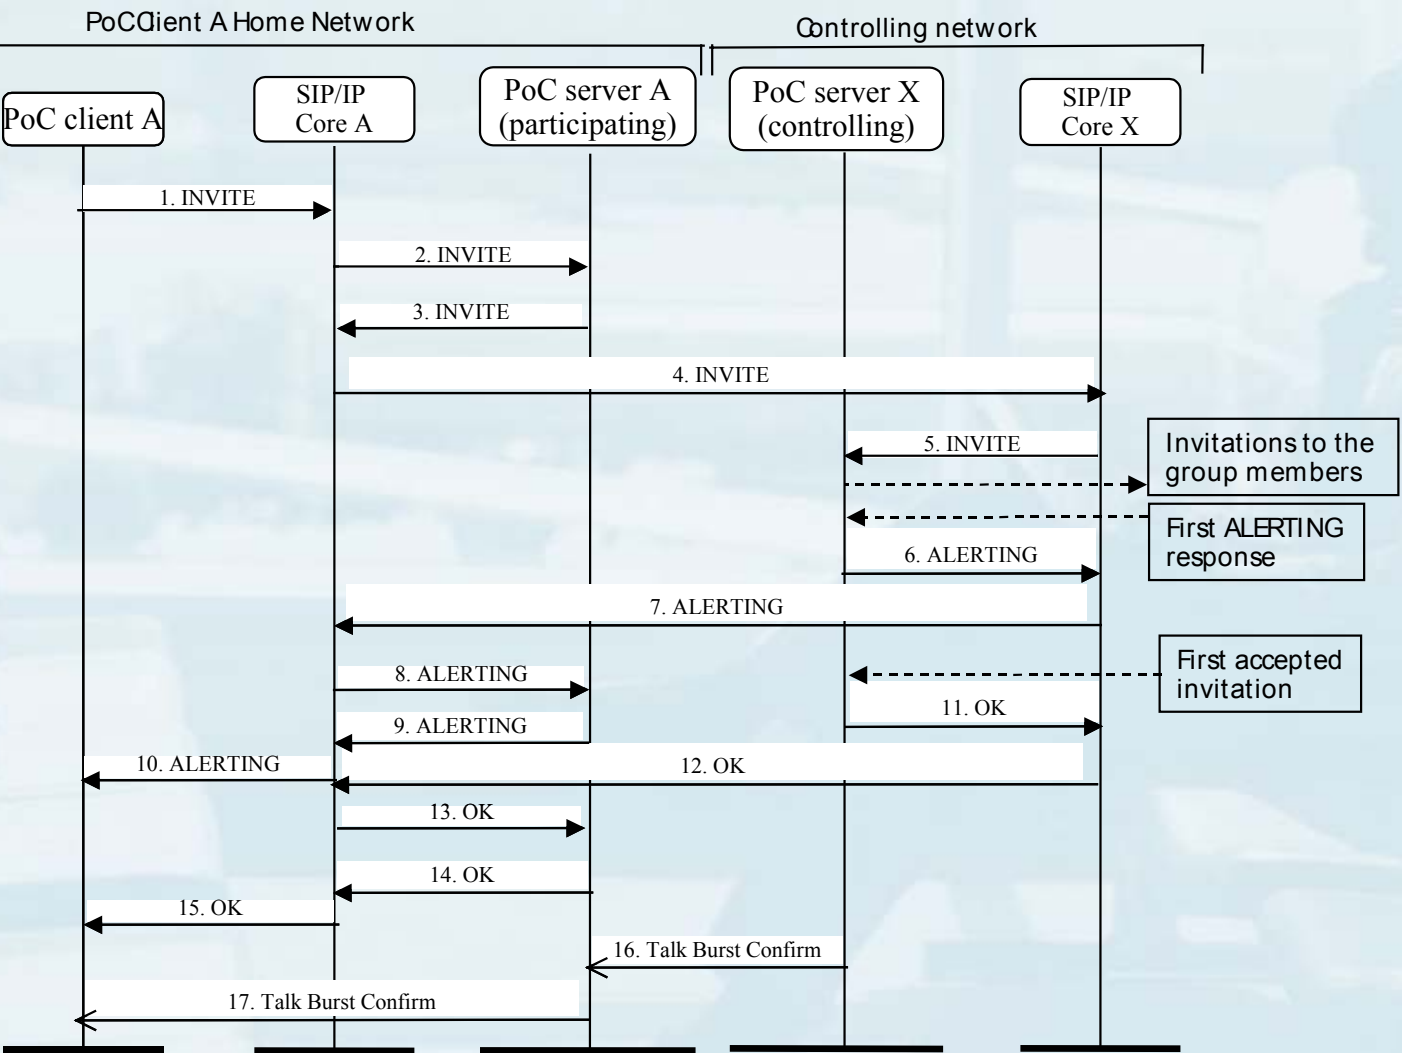 PoCClient A Home Network
Controlling network
PoC client A
SIP/IP
Core A
PoC server A
(participating)
PoC server X
(controlling)
SIP/IP
Core X
1. INVITE
2. INVITE
3. INVITE
4. INVITE
5. INVITE
Invitations to the
group members
First ALERTING
response
6. ALERTING
7. ALERTING
8. ALERTING
First accepted
invitation
9. ALERTING
11. OK
10. ALERTING
12. OK
13. OK
14. OK
15. OK
16. Talk Burst Confirm
17. Talk Burst Confirm